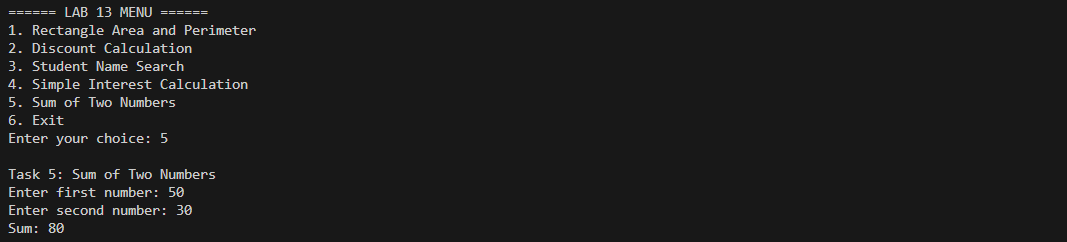 ====== LAB 13 MENU ======
1. Rectangle Area and Perimeter
2. Discount Calculation
3. Student Name Search
4. Simple Interest Calculation
5. Sum of Two Numbers
6. Exit
Enter your choice: 5
Task 5: Sum of Two Numbers
Enter first number: 50
Enter second number: 30
Sum: 80